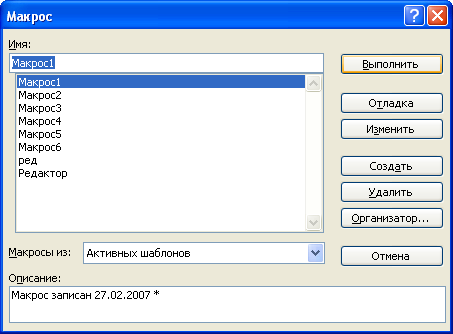 Макрос
Имя:
Макрос1
Макрос1
Макрос2
Макрос3
Макрос4
Макрос5
Макрос6
ред
Редактор
Выполнить
Отладка
Изменить
Создать
Удалить
Организатор...
Макросы из:
Активных шаблонов
Отмена
Описание:
Макрос записан 27.02.2007 *